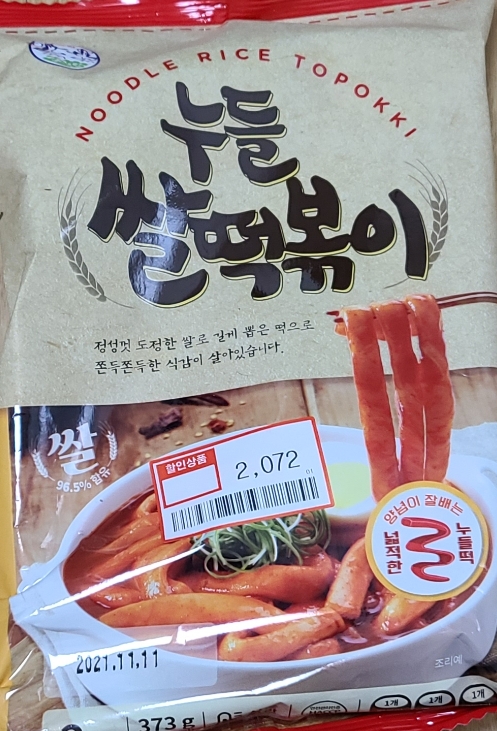 NOODLE RICE TOPOKKI
누들
쌀떡볶이
정성껏 도정한 쌀로 길게 뽑은 떡으로
쫀득쫀득한 식감이 살아있습니다.
쌀
96.5% 함유
할인상품
2,072
01
양념이 잘배는
넓적한
누들떡
2021.11.11
조리예
373 g
1개
1개
1개